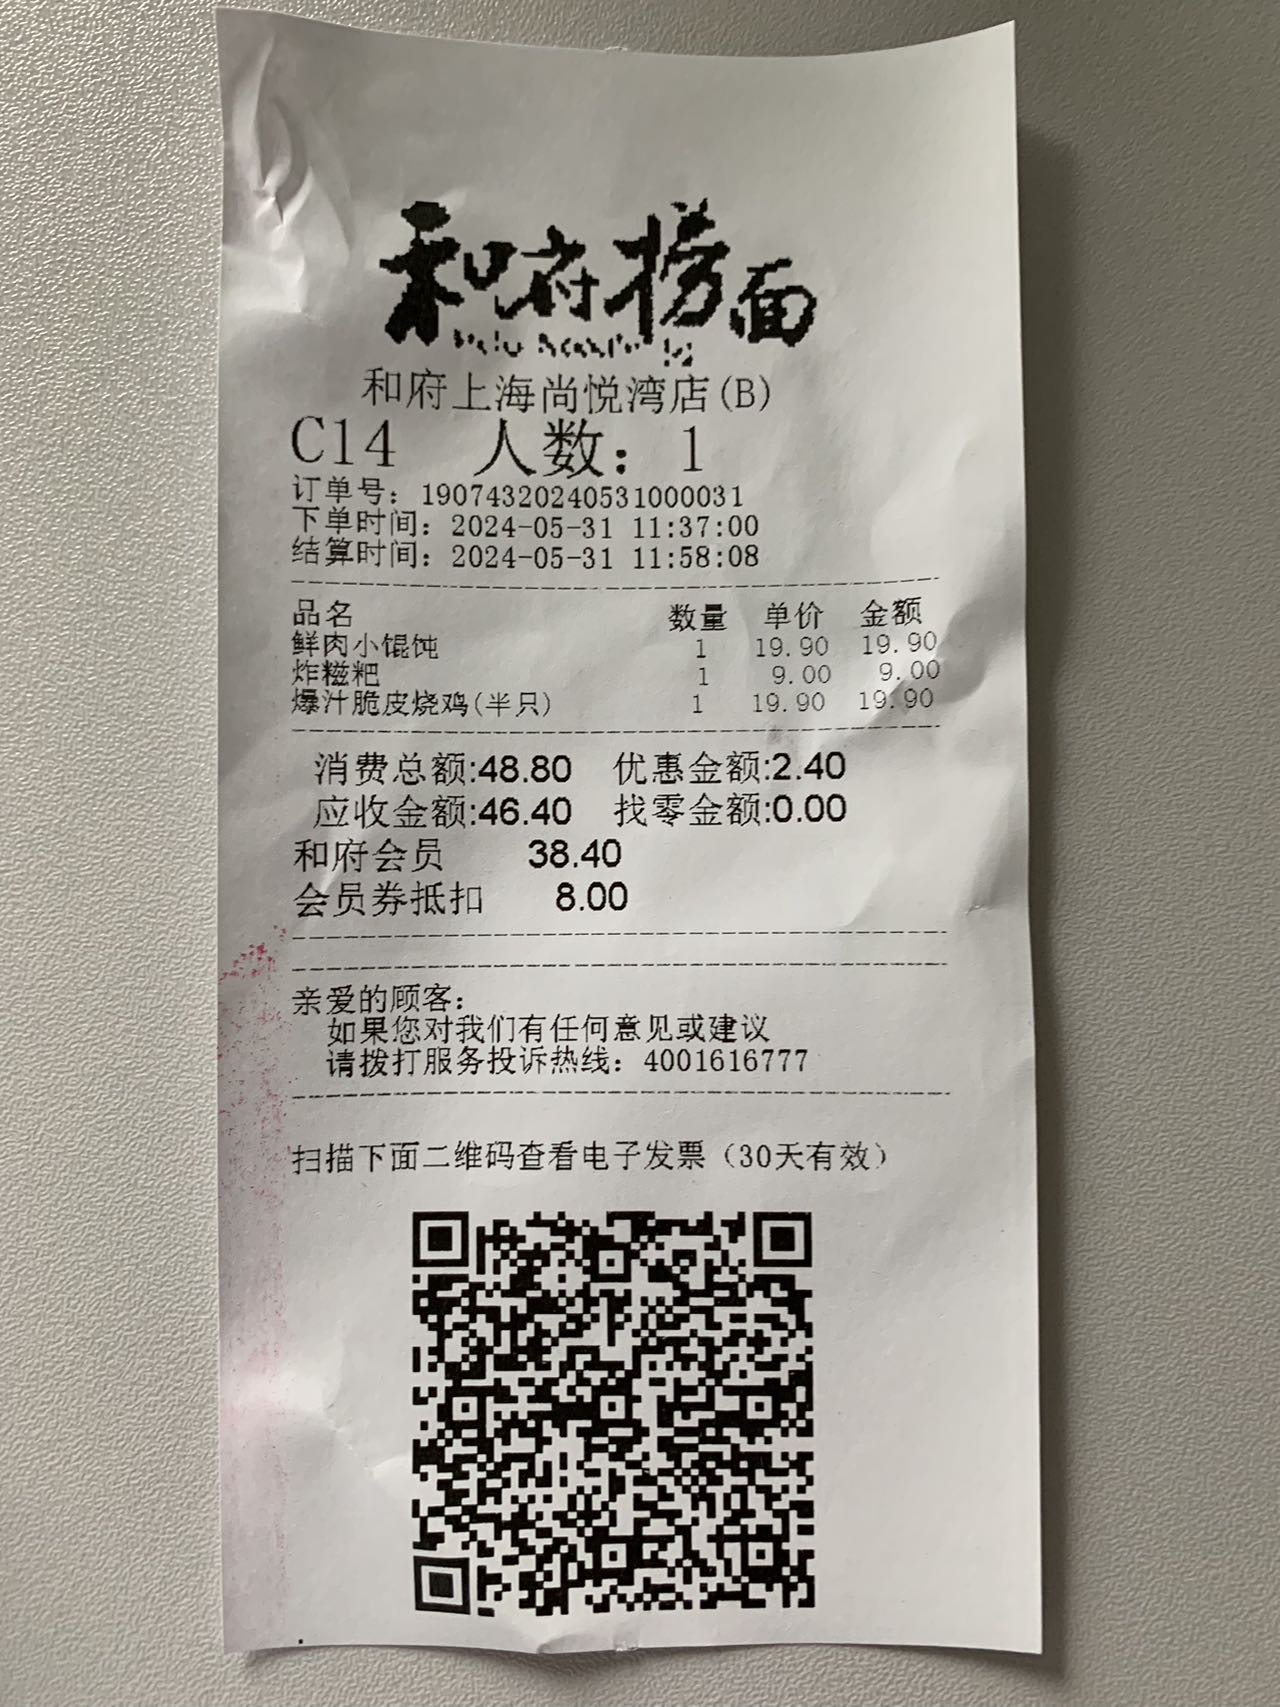 和府捞面
和府上海尚悦湾店(B)
C14 人数：1
订单号：19074320240531000031
下单时间：2024-05-31 11:37:00
结算时间：2024-05-31 11:58:08
品名 数量 单价 金额
鲜肉小馄饨 1 19.90 19.90
炸糍粑 1 9.00 9.00
爆汁脆皮烧鸡(半只) 1 19.90 19.90
消费总额:48.80 优惠金额:2.40
应收金额:46.40 找零金额:0.00
和府会员 38.40
会员券抵扣 8.00
亲爱的顾客：
如果您对我们有任何意见或建议
请拨打服务投诉热线：4001616777
扫描下面二维码查看电子发票（30天有效）